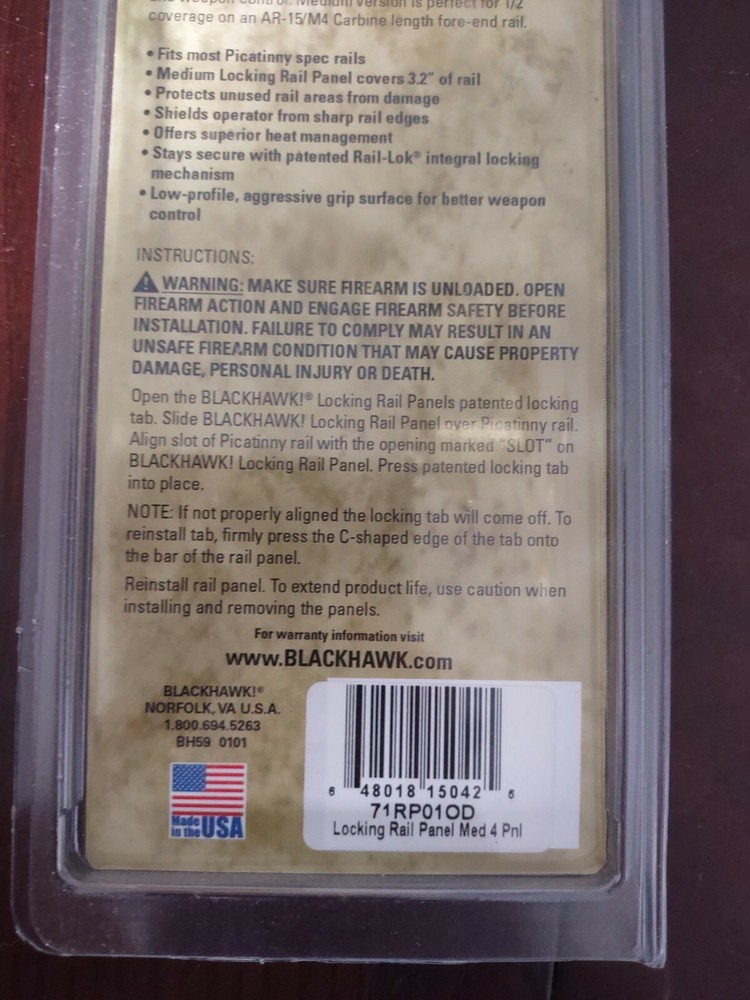 and Weapon Control. Medium version is perfect for 1/2
coverage on an AR-15/M4 Carbine length fore-end rail.
• Fits most Picatinny spec rails
• Medium Locking Rail Panel covers 3.2" of rail
• Protects unused rail areas from damage
• Shields operator from sharp rail edges
• Offers superior heat management
• Stays secure with patented Rail-Lok® integral locking
mechanism
• Low-profile, aggressive grip surface for better weapon
control
INSTRUCTIONS:
WARNING: MAKE SURE FIREARM IS UNLOADED. OPEN
FIREARM ACTION AND ENGAGE FIREARM SAFETY BEFORE
INSTALLATION. FAILURE TO COMPLY MAY RESULT IN AN
UNSAFE FIREARM CONDITION THAT MAY CAUSE PROPERTY
DAMAGE, PERSONAL INJURY OR DEATH.
Open the BLACKHAWK!® Locking Rail Panels patented locking
tab. Slide BLACKHAWK! Locking Rail Panel over Picatinny rail.
Align slot of Picatinny rail with the opening marked "SLOT" on
BLACKHAWK! Locking Rail Panel. Press patented locking tab
into place.
NOTE: If not properly aligned the locking tab will come off. To
reinstall tab, firmly press the C-shaped edge of the tab onto
the bar of the rail panel.
Reinstall rail panel. To extend product life, use caution when
installing and removing the panels.
For warranty information visit
www.BLACKHAWK.com
BLACKHAWK!®
NORFOLK, VA U.S.A.
1.800.694.5263
BH59 0101
Made
in the USA
6 48018 15042 6
71RP01OD
Locking Rail Panel Med 4 Pnl